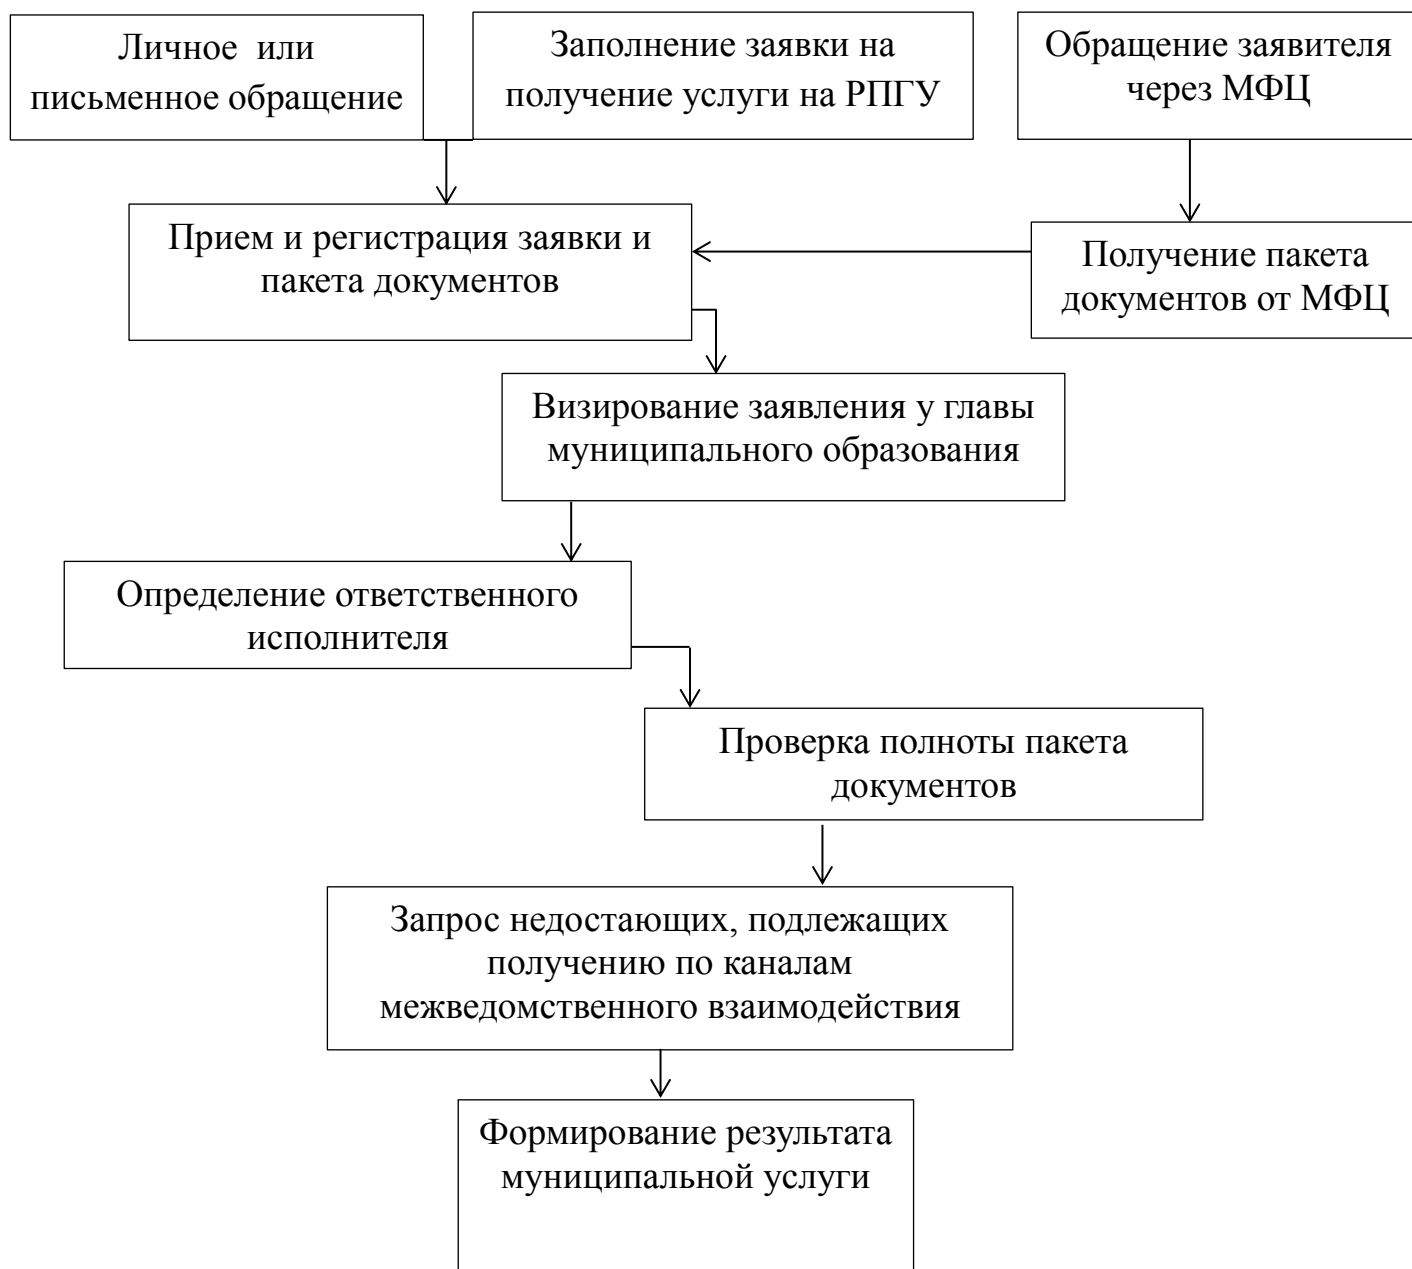 Личное или
письменное обращение
Заполнение заявки на
получение услуги на РПГУ
Обращение заявителя
через МФЦ
Прием и регистрация заявки и
пакета документов
Получение пакета
документов от МФЦ
Визирование заявления у главы
муниципального образования
Определение ответственного
исполнителя
Проверка полноты пакета
документов
Запрос недостающих, подлежащих
получению по каналам
межведомственного взаимодействия
Формирование результата
муниципальной услуги